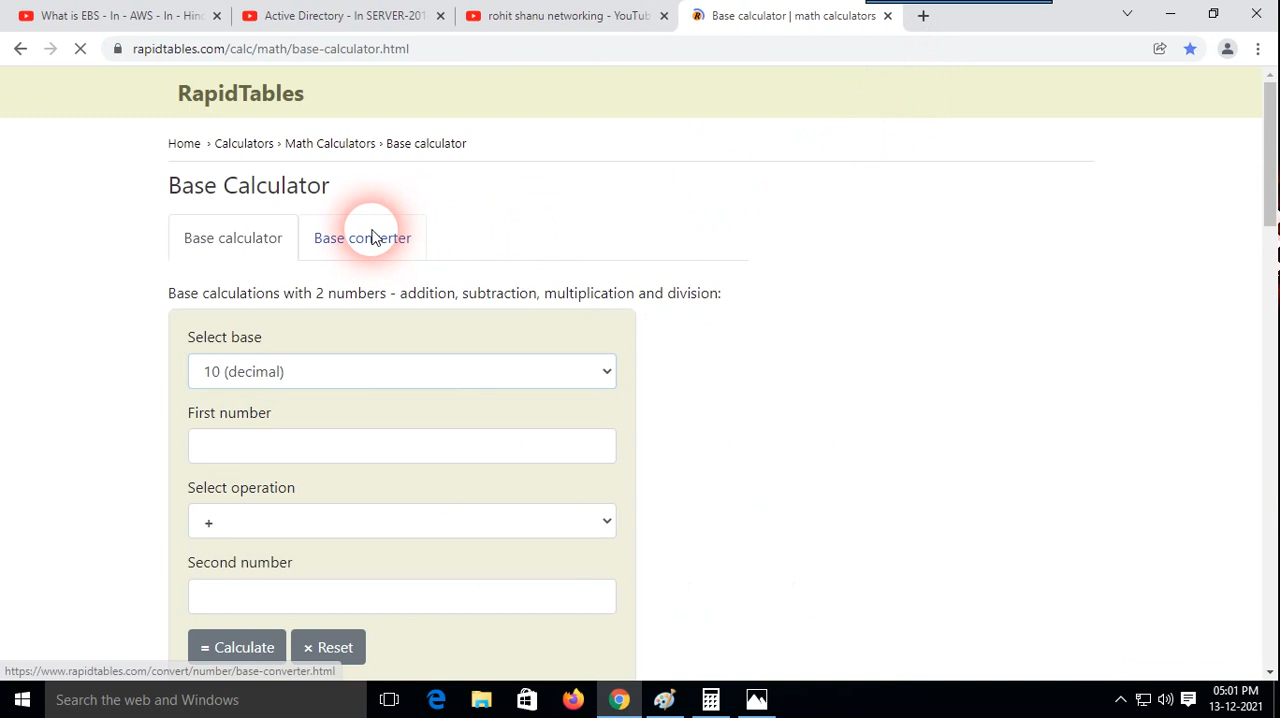 What is EBS - In - AWS - In - Hin
Active Directory - In SERVER-201
rohit shanu networking - YouTub
Base calculator | math calculators
rapidtables.com/calc/math/base-calculator.html
RapidTables
Home › Calculators › Math Calculators › Base calculator
Base Calculator
Base calculator
Base converter
Base calculations with 2 numbers - addition, subtraction, multiplication and division:
Select base
10 (decimal)
First number
Select operation
+
Second number
= Calculate
× Reset
https://www.rapidtables.com/convert/number/base-converter.html
Search the web and Windows
05:01 PM
13-12-2021